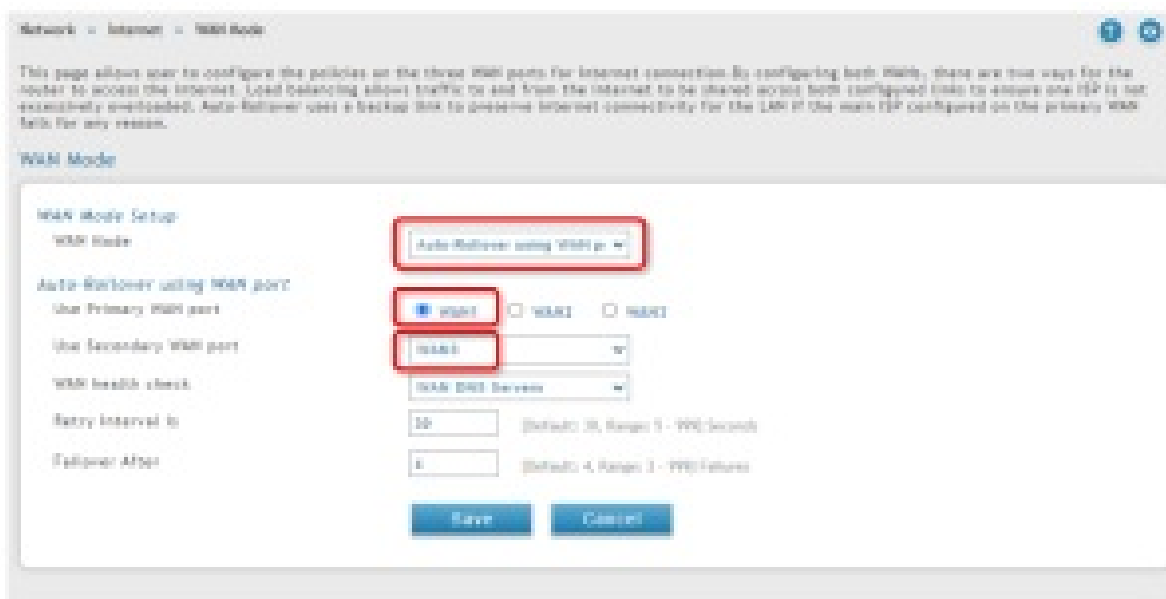 Network » Internet » WAN Mode
This page allows user to configure the policies on the three WAN ports for Internet connection. By configuring both WANs, there are two ways for the
router to access the Internet. Load balancing allows traffic to and from the Internet to be shared across both configured links to ensure one ISP is not
excessively overloaded. Auto-Rollover uses a backup link to preserve Internet connectivity for the LAN if the main ISP configured on the primary WAN
fails for any reason.
WAN Mode
WAN Mode Setup
WAN Mode
Auto-Rollover using WAN p
Auto-Rollover using WAN port
Use Primary WAN port
WAN1
Use Secondary WAN port
WAN health check
WAN DNS Servers
Retry Interval is
30
(Default: 30, Range: 5 - 999) Seconds
Failover After
4
(Default: 4, Range: 2 - 999) Failures
Save
Cancel